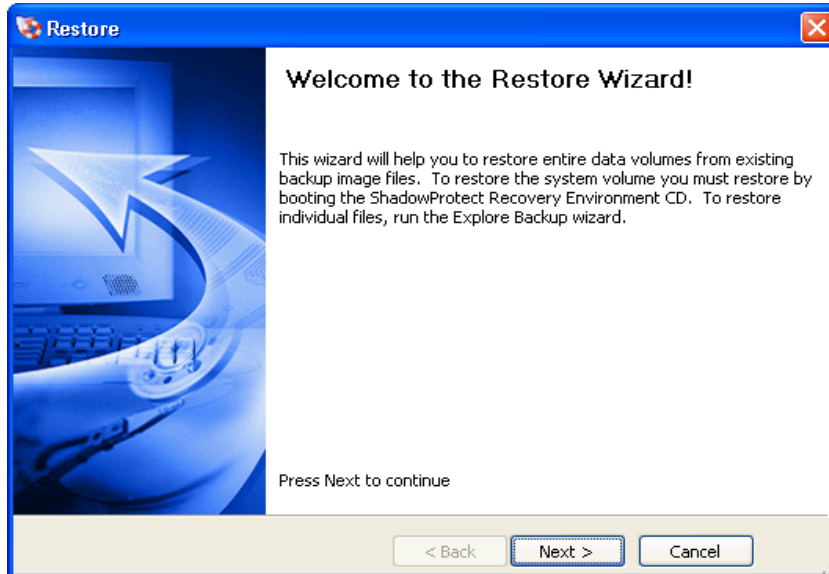 Restore
Welcome to the Restore Wizard!
This wizard will help you to restore entire data volumes from existing
backup image files. To restore the system volume you must restore by
booting the ShadowProtect Recovery Environment CD. To restore
individual files, run the Explore Backup wizard.
Press Next to continue
< Back
Next >
Cancel